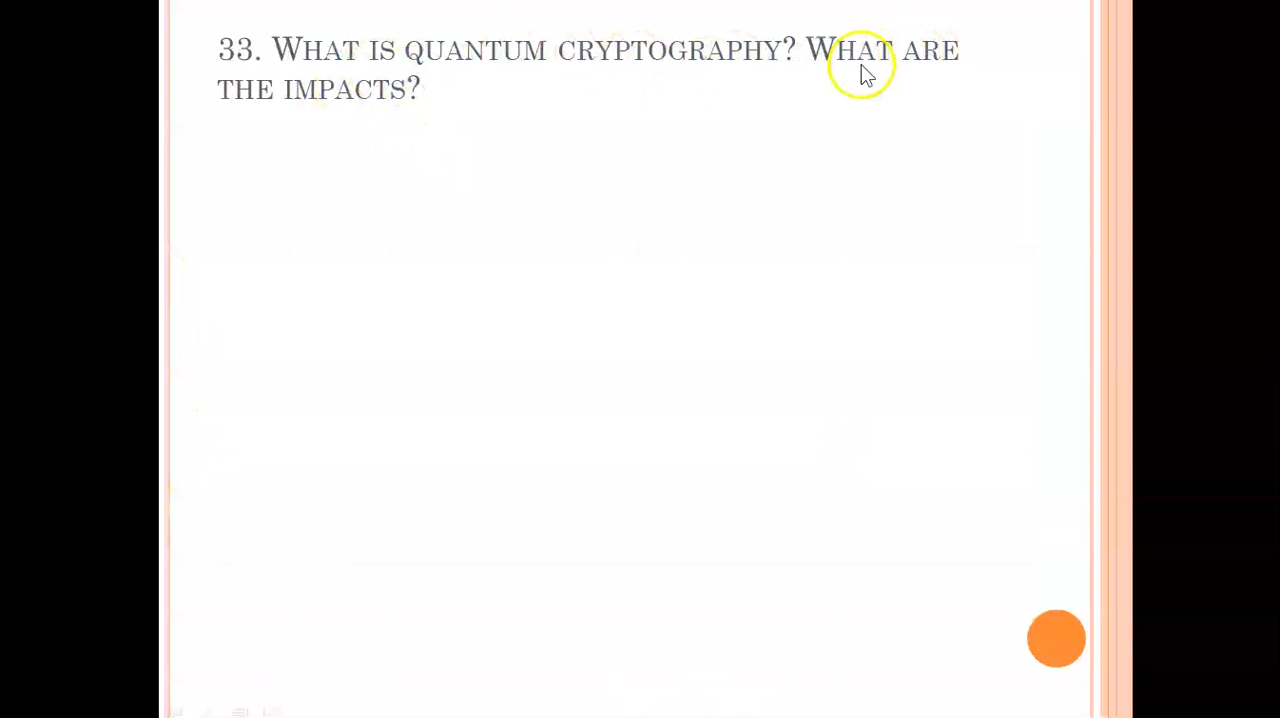 33. What is quantum cryptography? What are
the impacts?